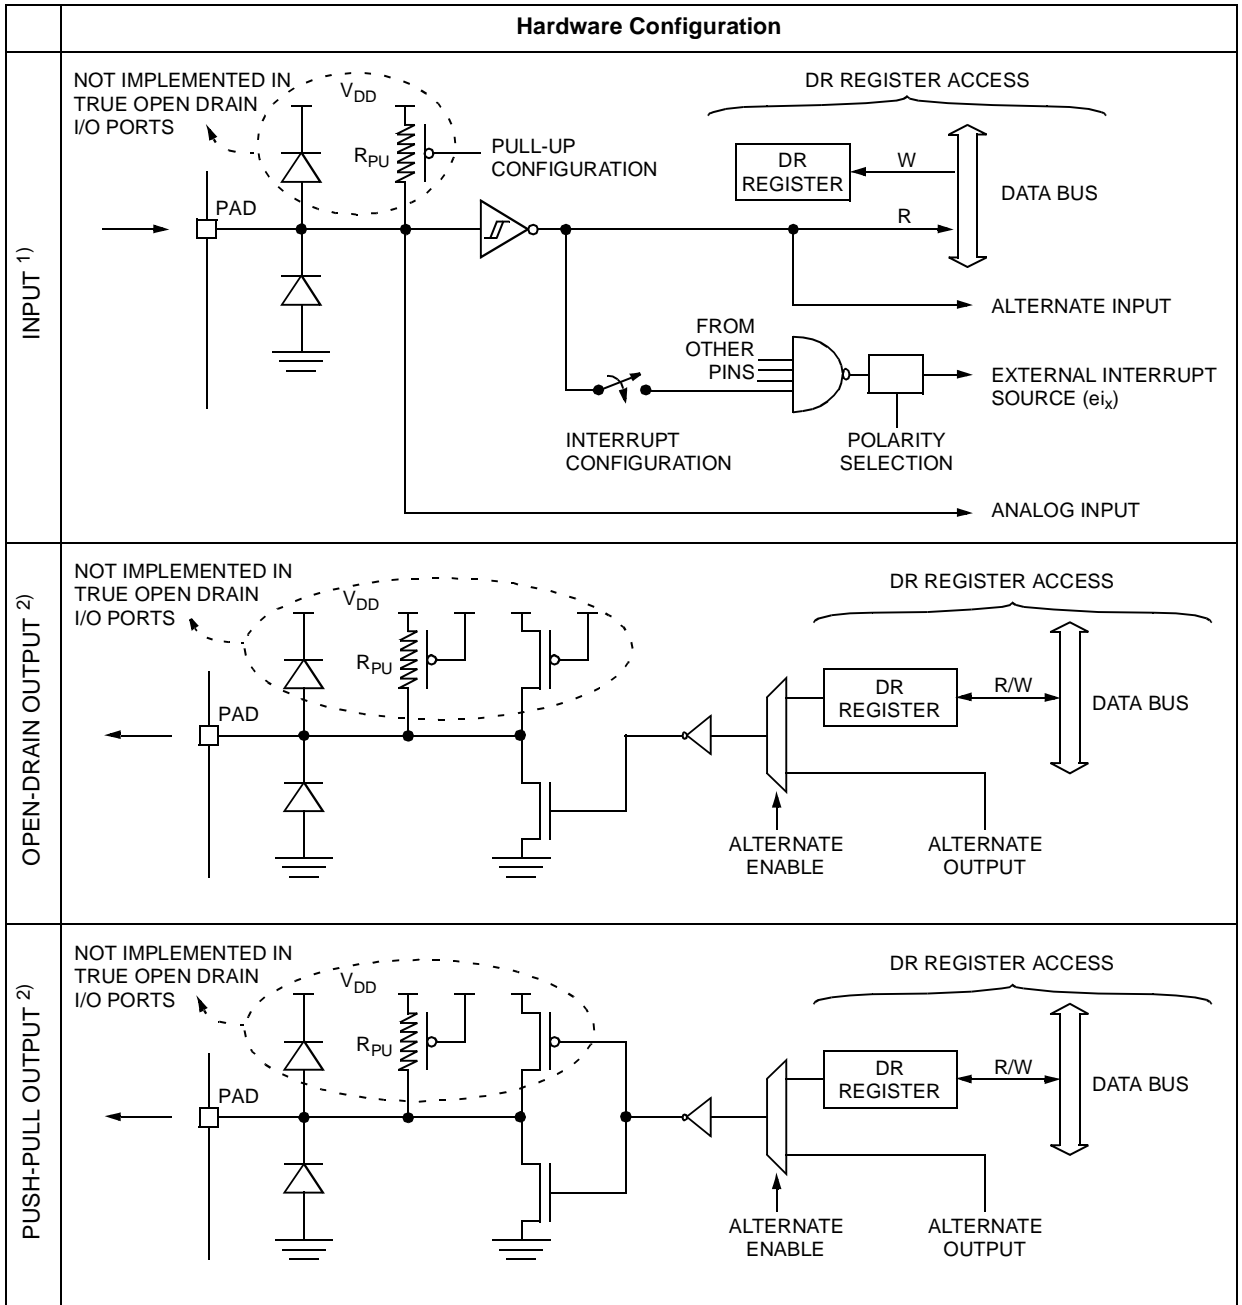 Hardware Configuration
INPUT 1)
NOT IMPLEMENTED IN
TRUE OPEN DRAIN
I/O PORTS
VDD
RPU
PULL-UP
CONFIGURATION
PAD
DR REGISTER ACCESS
DR
REGISTER
W
R
DATA BUS
ALTERNATE INPUT
FROM
OTHER
PINS
EXTERNAL INTERRUPT
SOURCE (eix)
INTERRUPT
CONFIGURATION
POLARITY
SELECTION
ANALOG INPUT
OPEN-DRAIN OUTPUT 2)
NOT IMPLEMENTED IN
TRUE OPEN DRAIN
I/O PORTS
VDD
RPU
PAD
DR REGISTER ACCESS
DR
REGISTER
R/W
DATA BUS
ALTERNATE
ENABLE
ALTERNATE
OUTPUT
PUSH-PULL OUTPUT 2)
NOT IMPLEMENTED IN
TRUE OPEN DRAIN
I/O PORTS
VDD
RPU
PAD
DR REGISTER ACCESS
DR
REGISTER
R/W
DATA BUS
ALTERNATE
ENABLE
ALTERNATE
OUTPUT